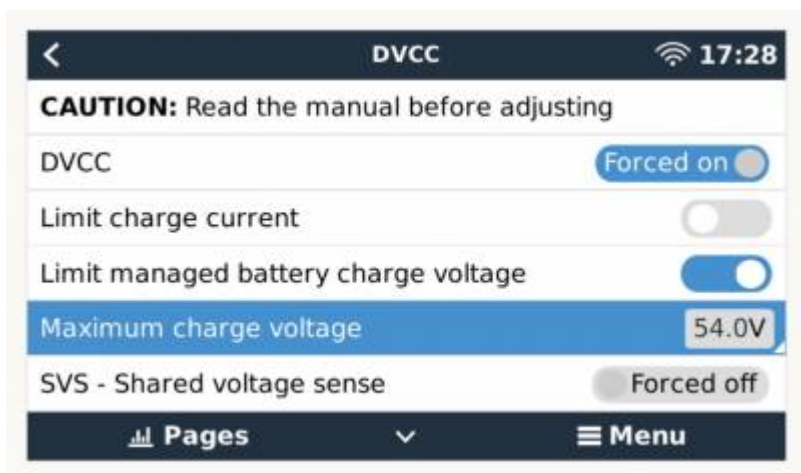 DVCC 17:28
CAUTION: Read the manual before adjusting
DVCC Forced on
Limit charge current
Limit managed battery charge voltage
Maximum charge voltage 54.0V
SVS - Shared voltage sense Forced off
Pages Menu